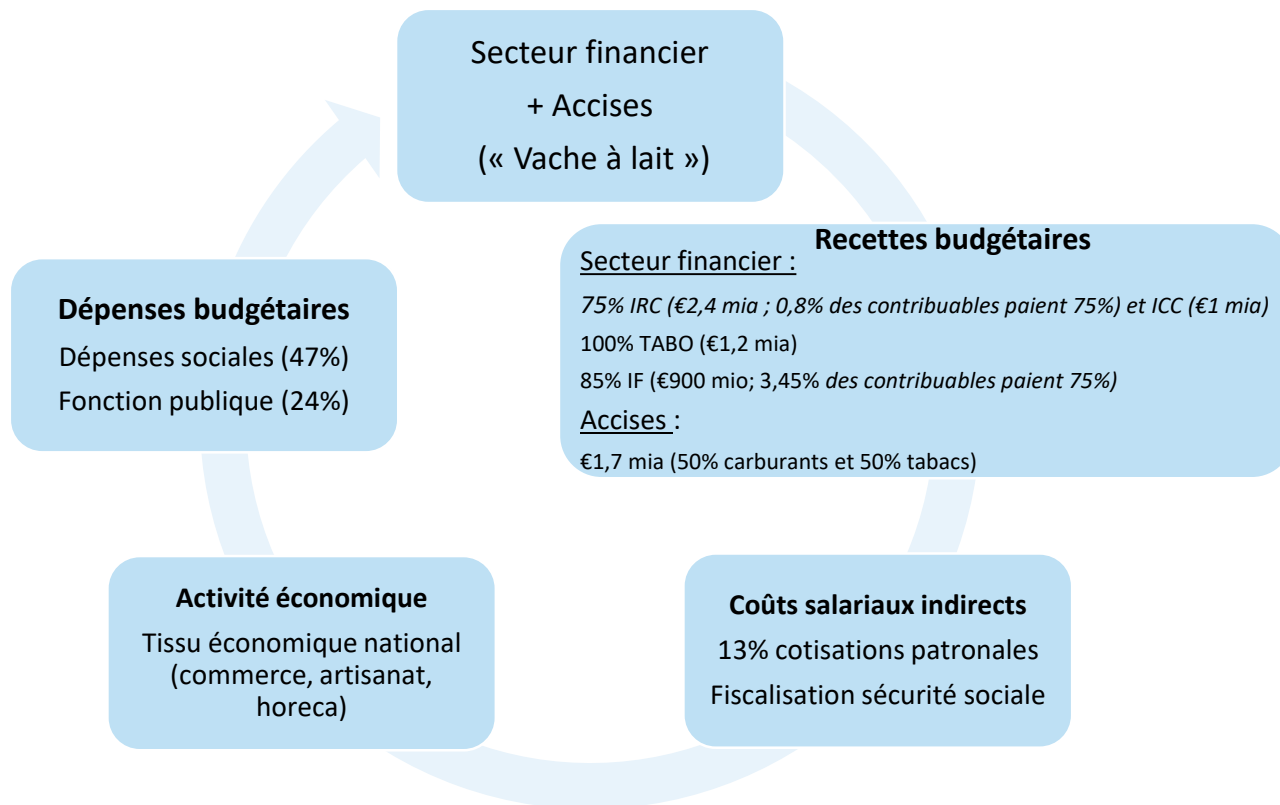 Secteur financier
+ Accises
(« Vache à lait »)
Recettes budgétaires
Secteur financier :
75% IRC (€2,4 mia ; 0,8% des contribuables paient 75%) et ICC (€1 mia)
100% TABO (€1,2 mia)
85% IF (€900 mio; 3,45% des contribuables paient 75%)
Accises :
€1,7 mia (50% carburants et 50% tabacs)
Coûts salariaux indirects
13% cotisations patronales
Fiscalisation sécurité sociale
Activité économique
Tissu économique national
(commerce, artisanat,
horeca)
Dépenses budgétaires
Dépenses sociales (47%)
Fonction publique (24%)